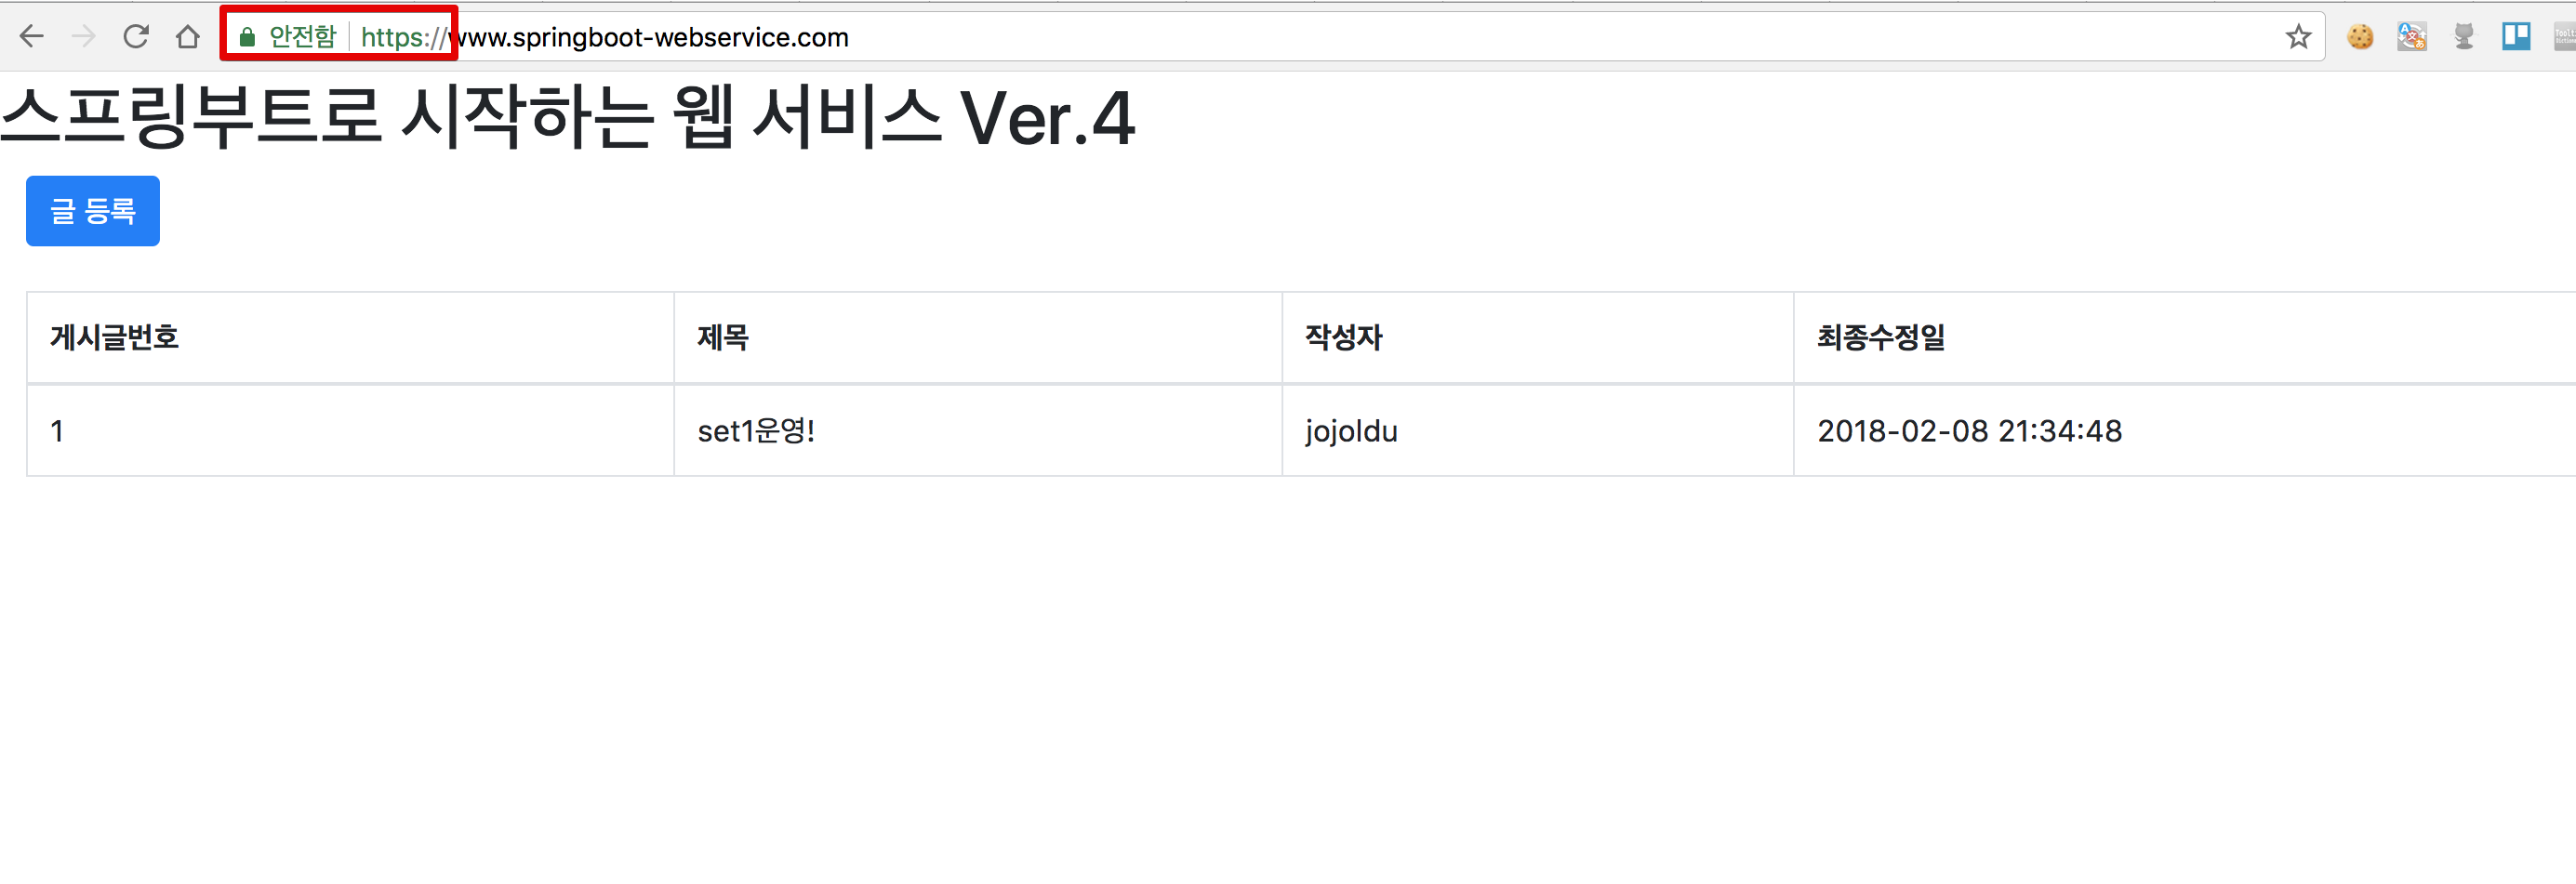 안전함 https://www.springboot-webservice.com
스프링부트로 시작하는 웹 서비스 Ver.4
글 등록
게시글번호 제목 작성자 최종수정일
1 set1운영! jojoldu 2018-02-08 21:34:48